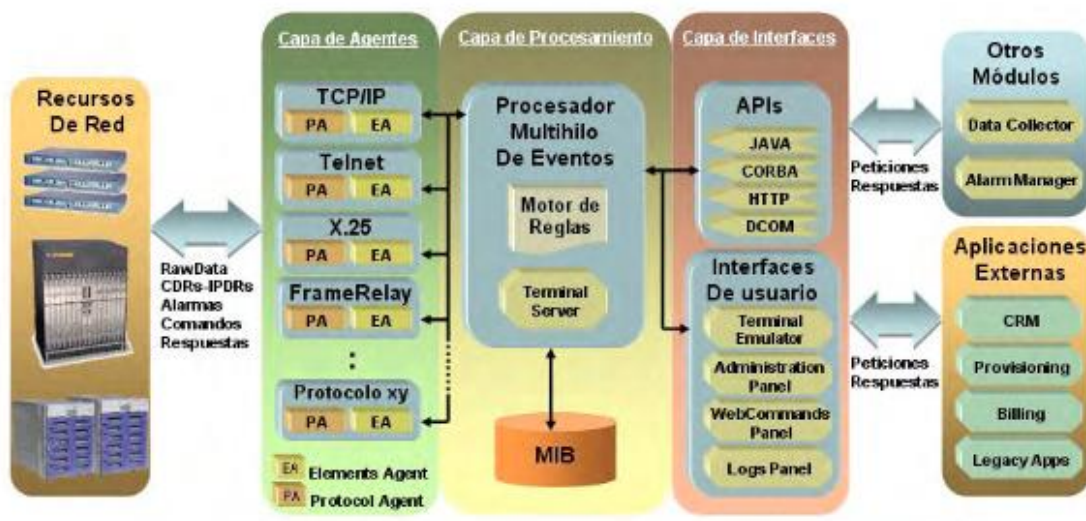 Recursos
De Red
RawData
CDRs-IPDRs
Alarmas
Comandos
Respuestas
Capa de Agentes
TCP/IP
PA EA
Telnet
PA EA
X.25
PA EA
FrameRelay
PA EA
:
Protocolo xy
PA EA
EA Elements Agent
PA Protocol Agent
Capa de Procesamiento
Procesador
Multihilo
De Eventos
Motor de
Reglas
Terminal
Server
MIB
Capa de Interfaces
APIs
JAVA
CORBA
HTTP
DCOM
Interfaces
De usuario
Terminal
Emulator
Administration
Panel
WebCommands
Panel
Logs Panel
Peticiones
Respuestas
Peticiones
Respuestas
Otros
Módulos
Data Collector
Alarm Manager
Aplicaciones
Externas
CRM
Provisioning
Billing
Legacy Apps